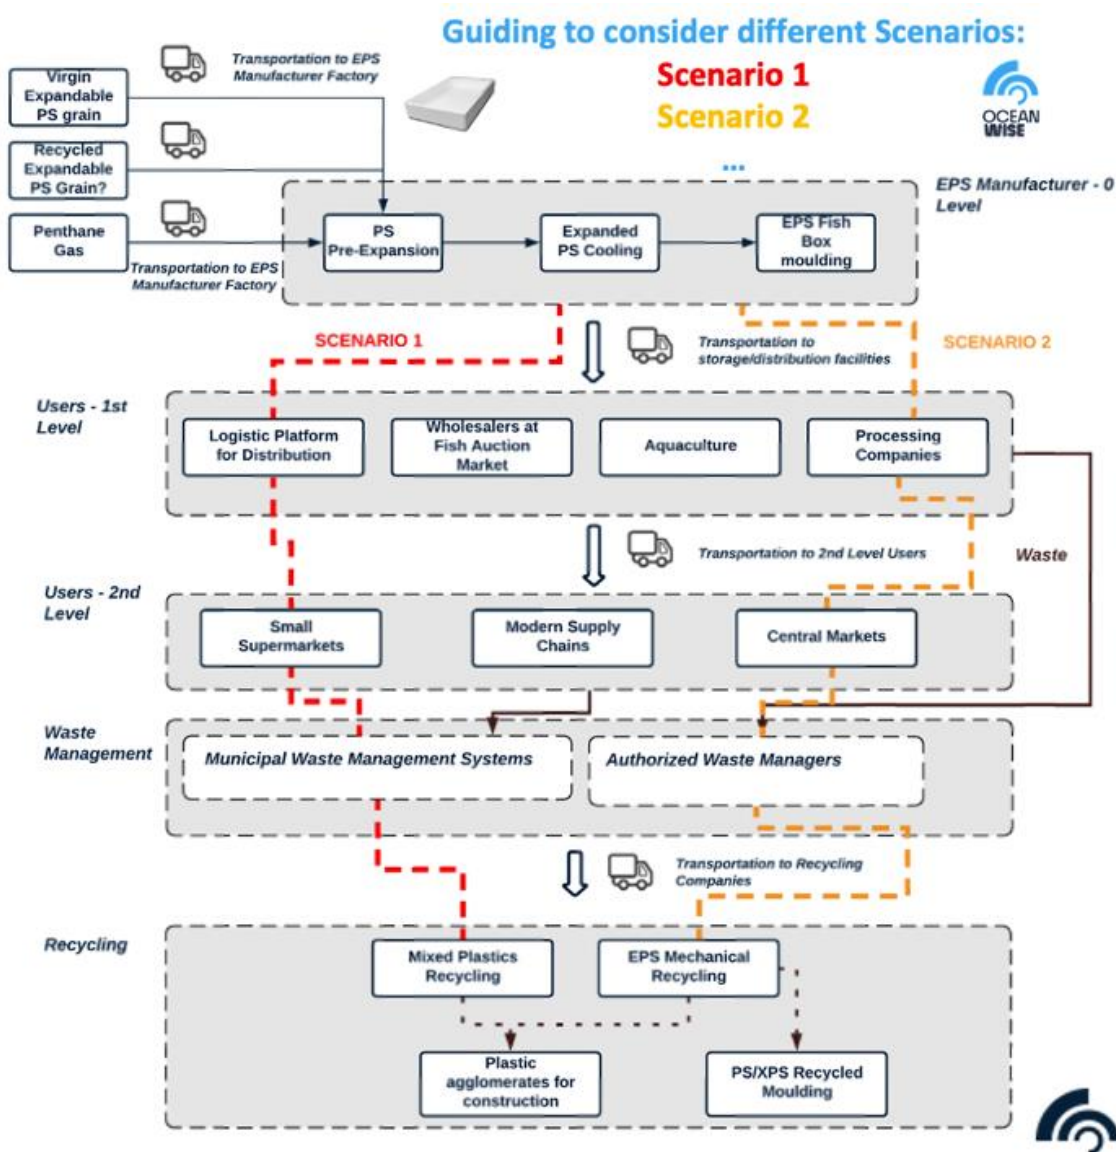 Guiding to consider different Scenarios:
Scenario 1
Scenario 2
...
OCEAN
WISE
Transportation to EPS
Manufacturer Factory
Virgin
Expandable
PS grain
Recycled
Expandable
PS Grain?
Penthane
Gas
Transportation to EPS
Manufacturer Factory
EPS Manufacturer - 0
Level
PS
Pre-Expansion
Expanded
PS Cooling
EPS Fish
Box
moulding
SCENARIO 1
Transportation to
storage/distribution facilities
SCENARIO 2
Users - 1st
Level
Logistic Platform
for Distribution
Wholesalers at
Fish Auction
Market
Aquaculture
Processing
Companies
Transportation to 2nd Level Users
Waste
Users - 2nd
Level
Small
Supermarkets
Modern Supply
Chains
Central Markets
Waste
Management
Municipal Waste Management Systems
Authorized Waste Managers
Transportation to Recycling
Companies
Recycling
Mixed Plastics
Recycling
EPS Mechanical
Recycling
Plastic
agglomerates for
construction
PS/XPS Recycled
Moulding